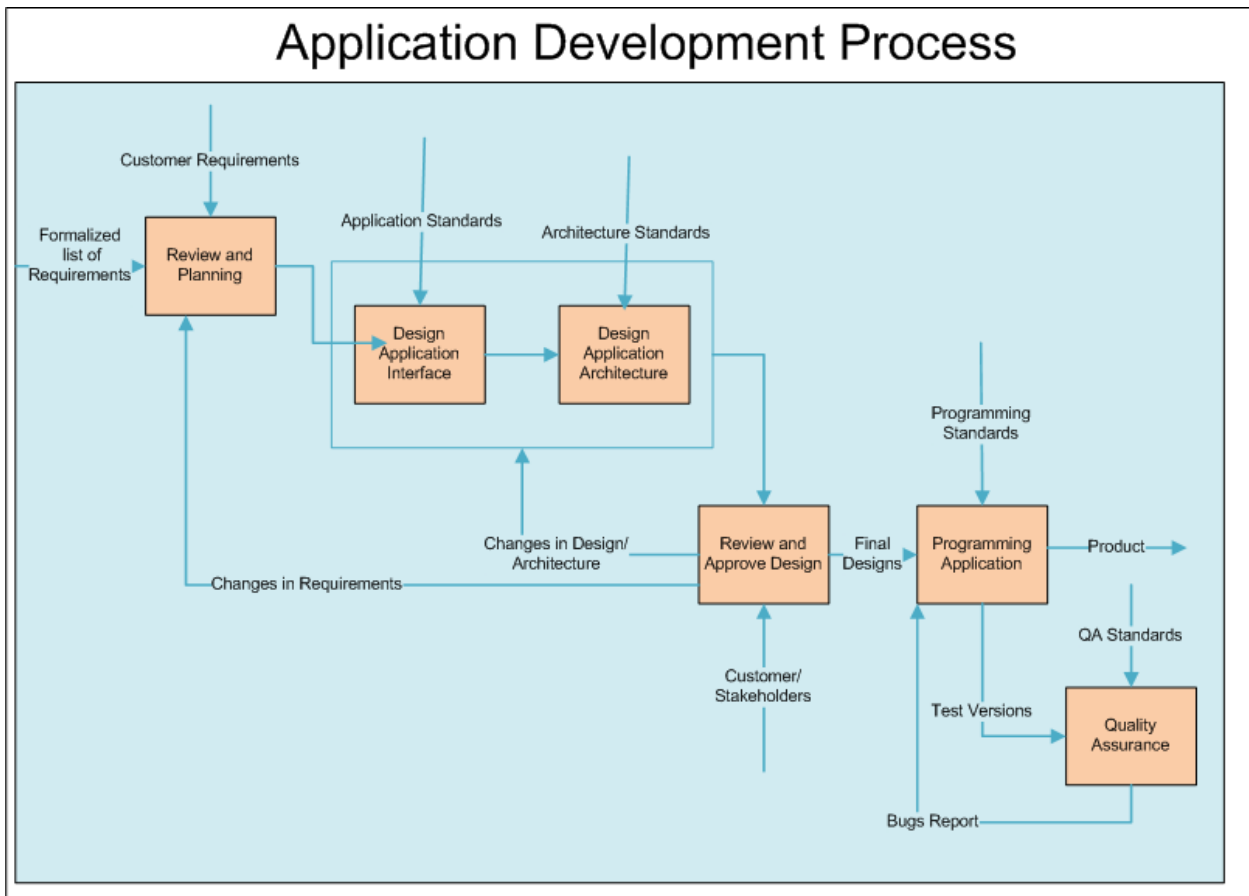 Application Development Process
Customer Requirements
Application Standards
Architecture Standards
Formalized
list of
Requirements
Review and
Planning
Design
Application
Interface
Design
Application
Architecture
Programming
Standards
Changes in Design/
Architecture
Changes in Requirements
Review and
Approve Design
Final
Designs
Programming
Application
Product
QA Standards
Customer/
Stakeholders
Test Versions
Quality
Assurance
Bugs Report